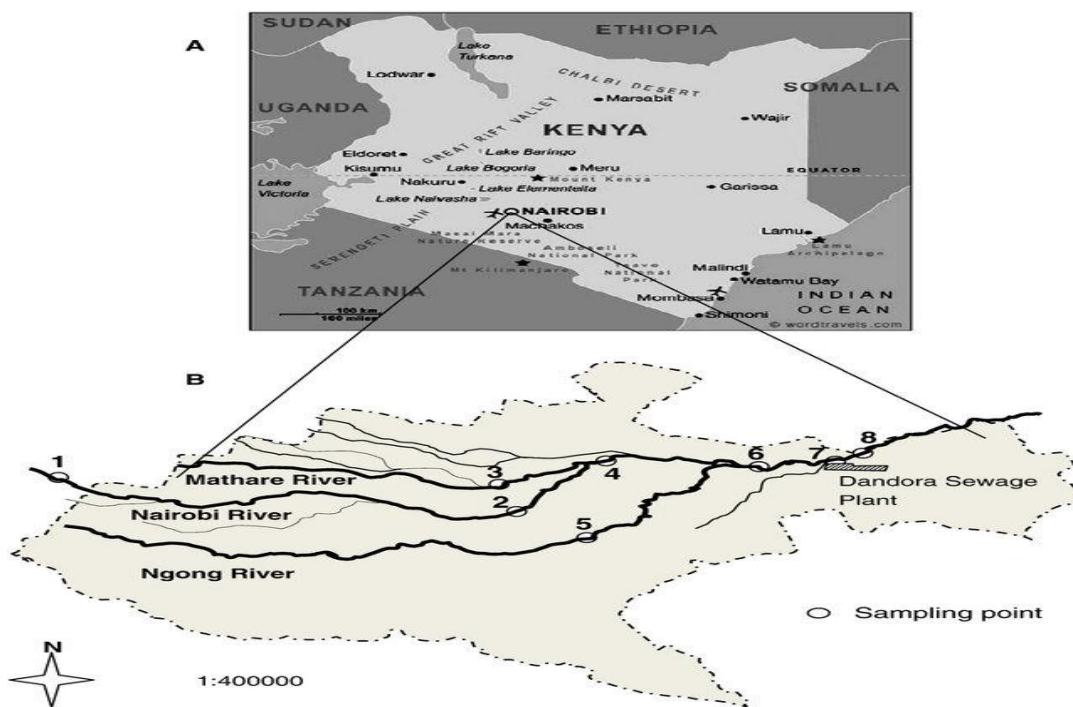 A
SUDAN
ETHIOPIA
Lake
Turkana
Lodwar
CHALBI DESERT
SOMALIA
UGANDA
Marsabit
GREAT RIFT VALLEY
KENYA
Wajir
Eldoret
Lake Baringo
Kisumu
Lake Bogoria
Meru
EQUATOR
Nakuru
Mount Kenya
Lake
Victoria
Lake Elementeita
Garissa
Lake Naivasha
NAIROBI
Machakos
SERENGETI PLAIN
Masai Mara
Nature Reserve
Amboseli
National Park
Lamu
Lamu
Archipelago
Mt Kilimanjaro
Tsavo
National
Park
Malindi
Watamu Bay
TANZANIA
Mombasa
INDIAN
OCEAN
100 km
100 miles
Shimoni
© wordtravels.com
B
1
Mathare River
3
4
6
7
8
Dandora Sewage
Plant
Nairobi River
2
5
Ngong River
Sampling point
N
1:400000